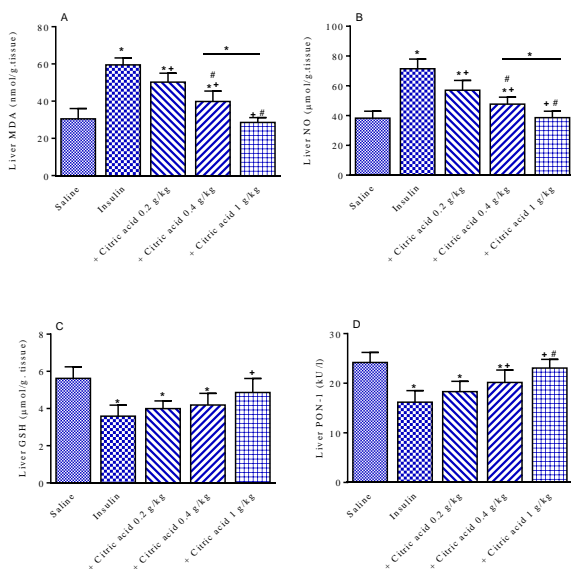 A
Liver MDA (nmol/g.tissue)
80
60
40
20
0
*
*+
#
*+
+ #
*
Saline
Insulin
+ Citric acid 0.2 g/kg
+ Citric acid 0.4 g/kg
+ Citric acid 1 g/kg
B
Liver NO (μmol/g.tissue)
100
80
60
40
20
0
*
*+
#
*+
+ #
*
Saline
Insulin
+ Citric acid 0.2 g/kg
+ Citric acid 0.4 g/kg
+ Citric acid 1 g/kg
C
Liver GSH (μmol/g. tissue)
8
6
4
2
0
*
*
*
+
Saline
Insulin
+ Citric acid 0.2 g/kg
+ Citric acid 0.4 g/kg
+ Citric acid 1 g/kg
D
Liver PON-1 (kU/l)
30
20
10
0
*
*
*+
+ #
Saline
Insulin
+ Citric acid 0.2 g/kg
+ Citric acid 0.4 g/kg
+ Citric acid 1 g/kg